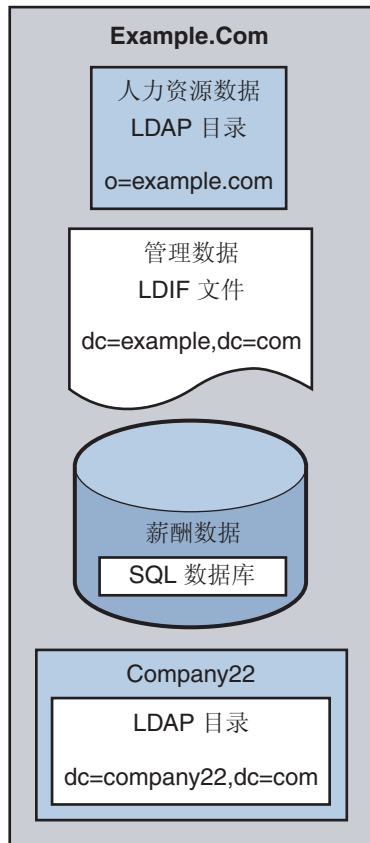 Example.Com
人力资源数据
LDAP 目录
o=example.com
管理数据
LDIF 文件
dc=example,dc=com
薪酬数据
SQL 数据库
Company22
LDAP 目录
dc=company22,dc=com